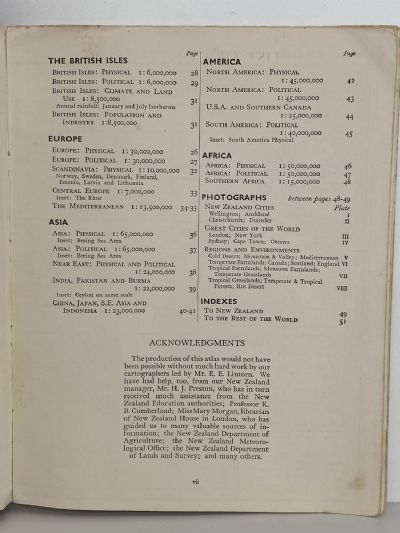 Page
THE BRITISH ISLES
British Isles: Physical 1:6,000,000 28
British Isles: Political 1:6,000,000 29
British Isles: Climate and Land
Use 1:8,500,000 31
Annual rainfall: January and July Isotherms
British Isles: Population and
Industry 1:8,500,000 31
EUROPE
Europe: Physical 1:30,000,000 26
Europe: Political 1:30,000,000 27
Scandinavia: Physical 1:10,000,000 32
Norway, Sweden, Denmark, Finland,
Estonia, Latvia and Lithuania
Central Europe 1:7,000,000 33
Inset: The Rhur
The Mediterranean 1:13,500,000 34-35
ASIA
Asia: Physical 1:65,000,000 36
Inset: Bering Sea Area
Asia: Political 1:65,000,000 37
Inset: Bering Sea Area
Near East: Physical and Political
1:24,000,000 38
India, Pakistan and Burma
1:22,000,000 39
Inset: Ceylon on same scale
China, Japan, S.E. Asia and
Indonesia 1:23,000,000 40-41
Page
AMERICA
North America: Physical
1:45,000,000 42
North America: Political
1:45,000,000 43
U.S.A. and Southern Canada
1:25,000,000 44
South America: Political
1:40,000,000 45
Inset: South America Physical
AFRICA
Africa: Physical 1:50,000,000 46
Africa: Political 1:50,000,000 47
Southern Africa 1:15,000,000 48
PHOTOGRAPHS between pages 48-49
New Zealand Cities Plate
Wellington; Auckland I
Christchurch; Dunedin II
Great Cities of the World
London; New York III
Sydney; Cape Town; Ottawa IV
Regions and Environments
Cold Desert; Mountain & Valley; Mediterranean V
Temperate Farmlands: Canada; Scotland; England VI
Tropical Farmlands, Monsoon Farmlands;
Temperate Grasslands VII
Tropical Grasslands; Temperate & Tropical
Forests; Hot Desert VIII
INDEXES
To New Zealand 49
To the Rest of the World 51
ACKNOWLEDGMENTS
The production of this atlas would not have
been possible without much hard work by our
cartographers led by Mr. E. E. Lintern. We
have had help, too, from our New Zealand
manager, Mr. H. J. Preston, who has in turn
received much assistance from the New
Zealand Education authorities; Professor K.
B. Cumberland; Miss Mary Morgan, librarian
of New Zealand House in London, who has
guided us to many valuable sources of in-
formation; the New Zealand Department of
Agriculture; the New Zealand Meteoro-
logical Office; the New Zealand Department
of Lands and Survey; and many others.
vii